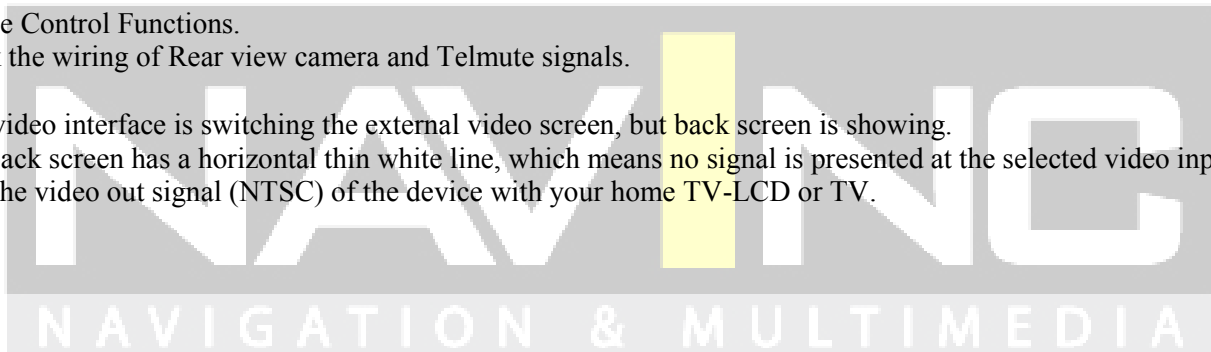 e Control Functions.
the wiring of Rear view camera and Telmute signals.
video interface is switching the external video screen, but back screen is showing.
ack screen has a horizontal thin white line, which means no signal is presented at the selected video inp
he video out signal (NTSC) of the device with your home TV-LCD or TV.
NAVINC
NAVIGATION & MULTIMEDIA